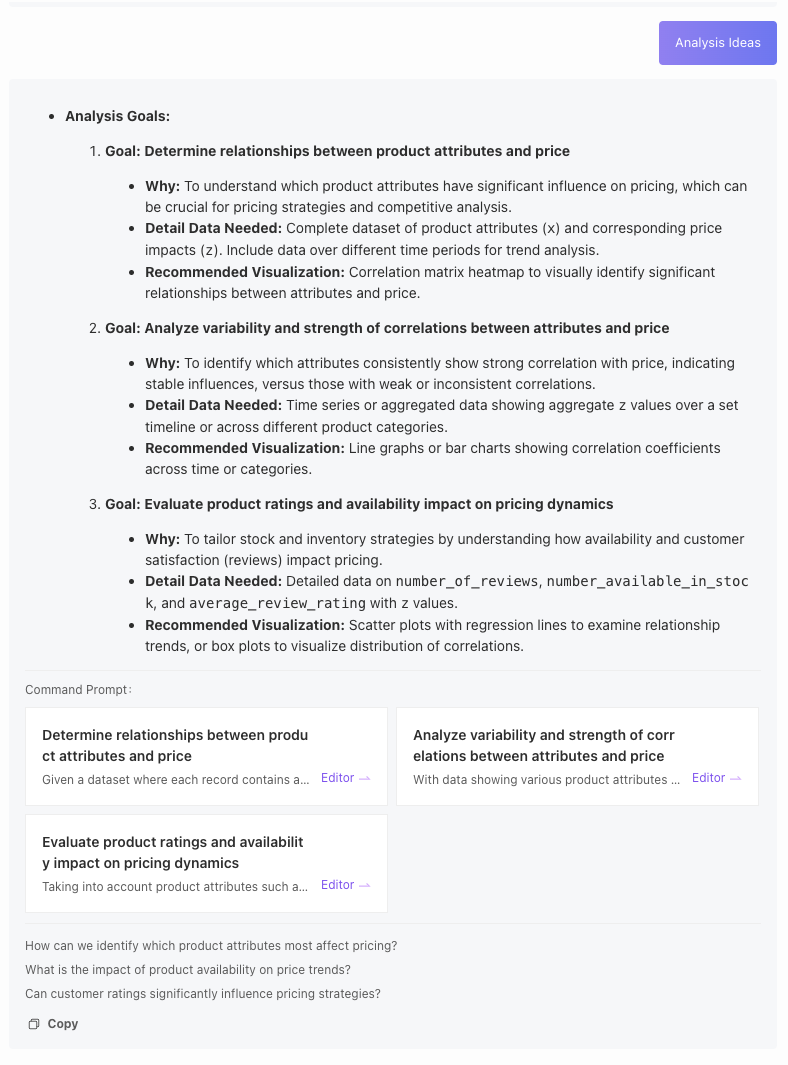 Analysis Ideas
• Analysis Goals:
1. Goal: Determine relationships between product attributes and price
• Why: To understand which product attributes have significant influence on pricing, which can
be crucial for pricing strategies and competitive analysis.
• Detail Data Needed: Complete dataset of product attributes (x) and corresponding price
impacts (z). Include data over different time periods for trend analysis.
• Recommended Visualization: Correlation matrix heatmap to visually identify significant
relationships between attributes and price.
2. Goal: Analyze variability and strength of correlations between attributes and price
• Why: To identify which attributes consistently show strong correlation with price, indicating
stable influences, versus those with weak or inconsistent correlations.
• Detail Data Needed: Time series or aggregated data showing aggregate z values over a set
timeline or across different product categories.
• Recommended Visualization: Line graphs or bar charts showing correlation coefficients
across time or categories.
3. Goal: Evaluate product ratings and availability impact on pricing dynamics
• Why: To tailor stock and inventory strategies by understanding how availability and customer
satisfaction (reviews) impact pricing.
• Detail Data Needed: Detailed data on number_of_reviews, number_available_in_stoc
k, and average_review_rating with z values.
• Recommended Visualization: Scatter plots with regression lines to examine relationship
trends, or box plots to visualize distribution of correlations.
Command Prompt:
Determine relationships between produ
ct attributes and price
Given a dataset where each record contains a... Editor
Analyze variability and strength of corr
elations between attributes and price
With data showing various product attributes ... Editor
Evaluate product ratings and availabilit
y impact on pricing dynamics
Taking into account product attributes such a... Editor
How can we identify which product attributes most affect pricing?
What is the impact of product availability on price trends?
Can customer ratings significantly influence pricing strategies?
Copy